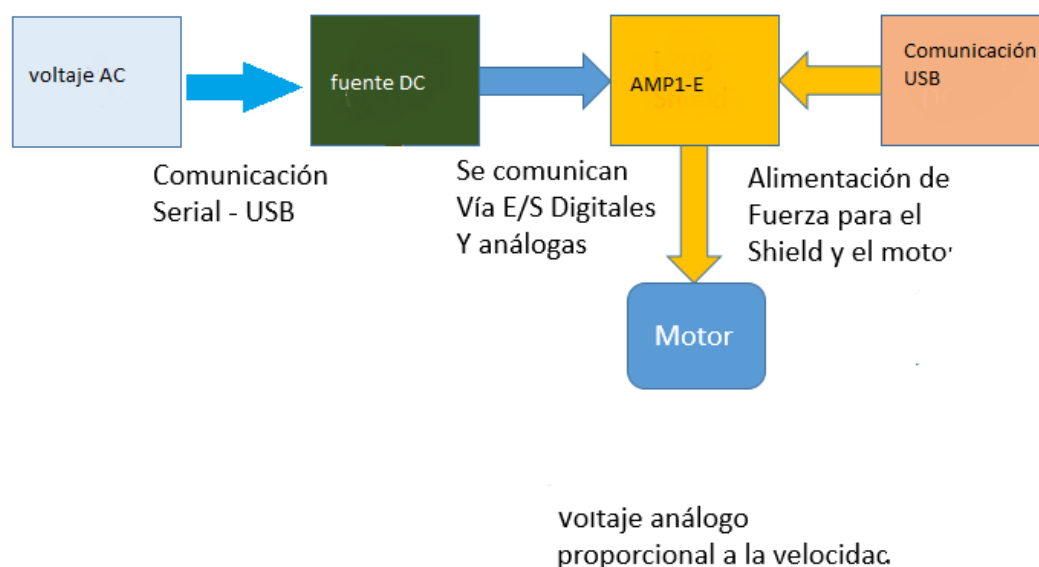 voltaje AC
fuente DC
AMP1-E
Comunicación
USB
Comunicación
Serial - USB
Se comunican
Vía E/S Digitales
Y análogas
Alimentación de
Fuerza para el
Shield y el moto
Motor
voltaje análogo
proporcional a la velocidac